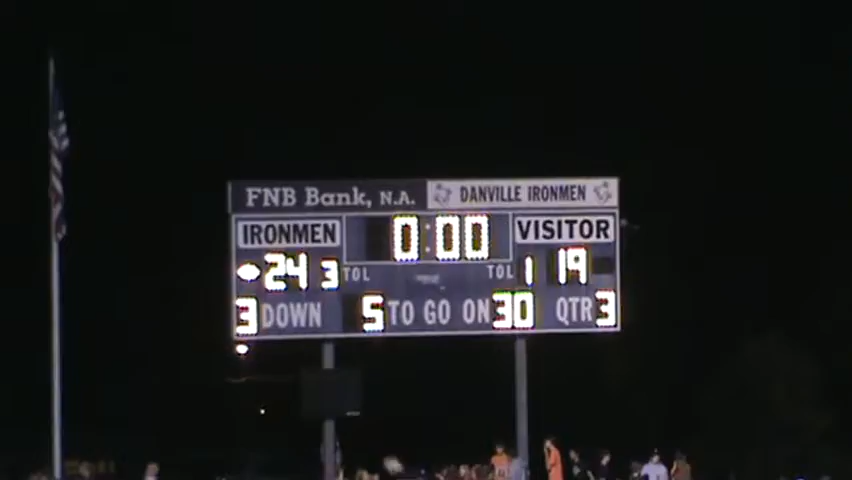 FNB Bank, N.A. DANVILLE IRONMEN
IRONMEN 0:00 VISITOR
24 3 TOL TOL 1 19
3 DOWN 5 TO GO ON 30 QTR 3